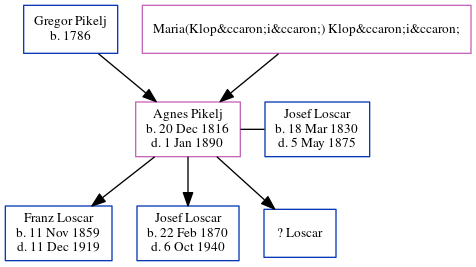 Gregor Pikelj
b. 1786
Maria(Klop&ccaron;i&ccaron;) Klop&ccaron;i&ccaron;
Agnes Pikelj
b. 20 Dec 1816
d. 1 Jan 1890
Josef Loscar
b. 18 Mar 1830
d. 5 May 1875
Franz Loscar
b. 11 Nov 1859
d. 11 Dec 1919
Josef Loscar
b. 22 Feb 1870
d. 6 Oct 1940
? Loscar